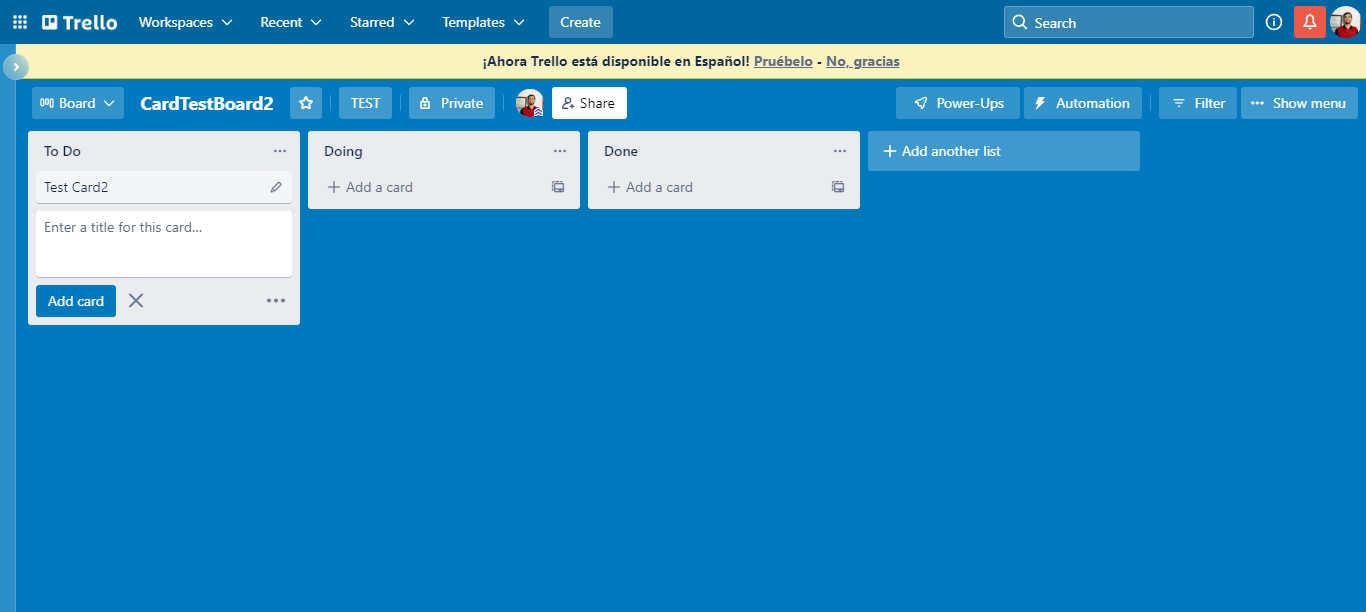 Trello Workspaces Recent Starred Templates Create Search
¡Ahora Trello está disponible en Español! Pruébelo - No, gracias
Board CardTestBoard2 TEST Private Share Power-Ups Automation Filter Show menu
To Do
Test Card2
Enter a title for this card…
Add card
Doing
Add a card
Done
Add a card
Add another list